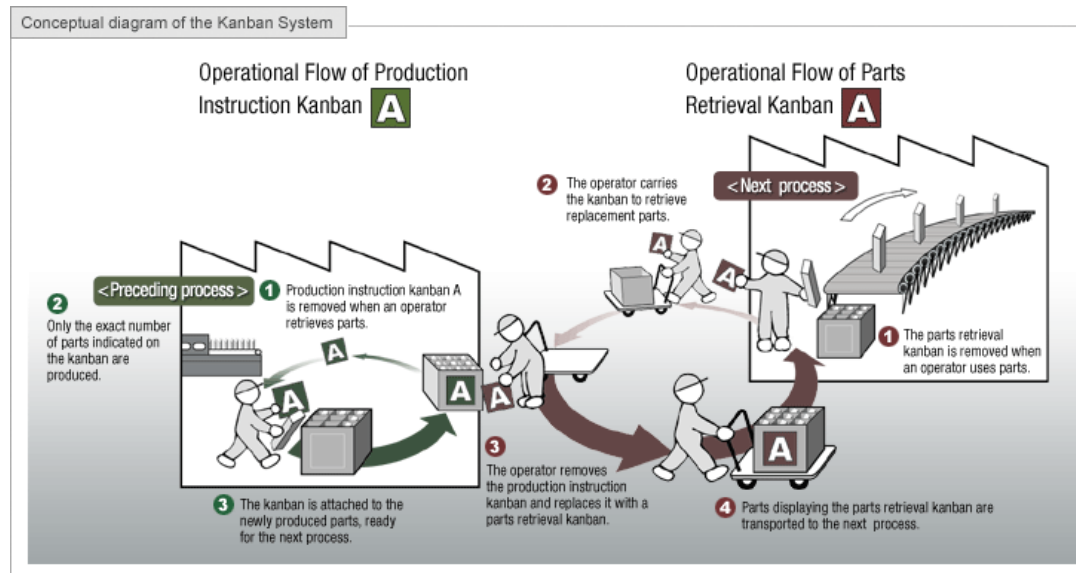 Conceptual diagram of the Kanban System
Operational Flow of Production
Instruction Kanban A
Operational Flow of Parts
Retrieval Kanban A
<Next process>
2 The operator carries
the kanban to retrieve
replacement parts.
A
A
1 The parts retrieval
kanban is removed when
an operator uses parts.
<Preceding process>
1 Production instruction kanban A
is removed when an operator
retrieves parts.
2
Only the exact number
of parts indicated on
the kanban are
produced.
A
A
A
A
3
The operator removes
the production instruction
kanban and replaces it with a
parts retrieval kanban.
A
3 The kanban is attached to the
newly produced parts, ready
for the next process.
4 Parts displaying the parts retrieval kanban are
transported to the next process.